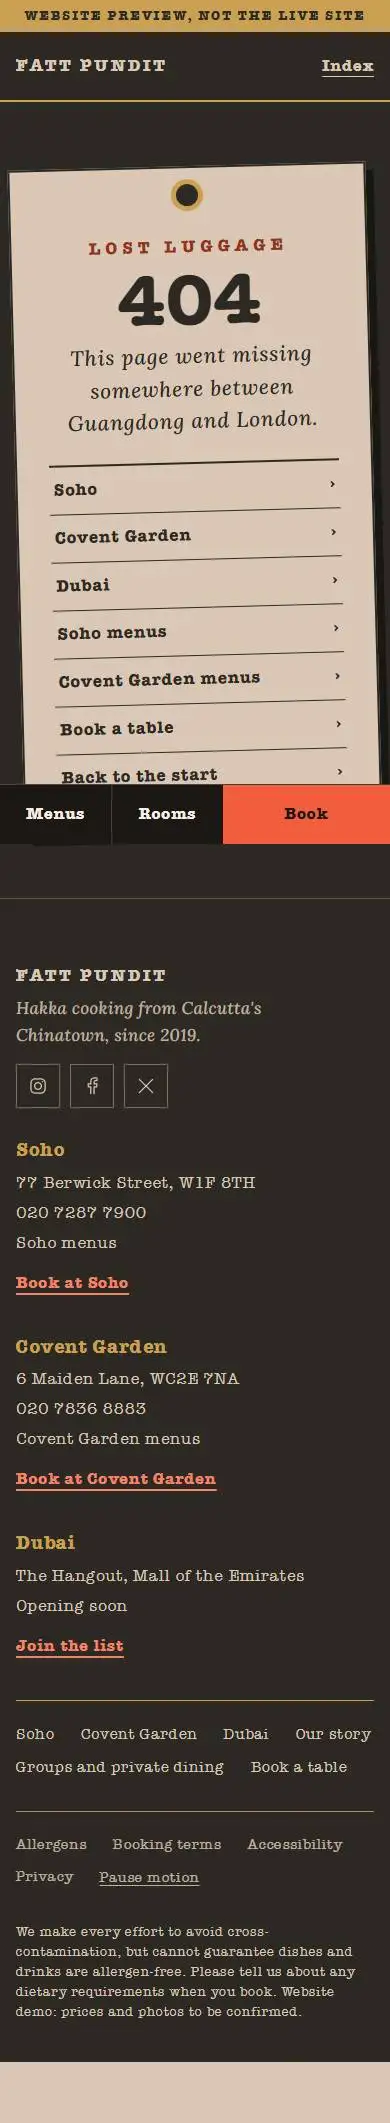 WEBSITE PREVIEW, NOT THE LIVE SITE
FATT PUNDIT
Index
LOST LUGGAGE
404
This page went missing
somewhere between
Guangdong and London.
Soho ›
Covent Garden ›
Dubai ›
Soho menus ›
Covent Garden menus ›
Book a table ›
Back to the start ›
Menus
Rooms
Book
FATT PUNDIT
Hakka cooking from Calcutta's
Chinatown, since 2019.
Soho
77 Berwick Street, W1F 8TH
020 7287 7900
Soho menus
Book at Soho
Covent Garden
6 Maiden Lane, WC2E 7NA
020 7836 8883
Covent Garden menus
Book at Covent Garden
Dubai
The Hangout, Mall of the Emirates
Opening soon
Join the list
Soho Covent Garden Dubai Our story
Groups and private dining Book a table
Allergens Booking terms Accessibility
Privacy Pause motion
We make every effort to avoid cross-
contamination, but cannot guarantee dishes and
drinks are allergen-free. Please tell us about any
dietary requirements when you book. Website
demo: prices and photos to be confirmed.